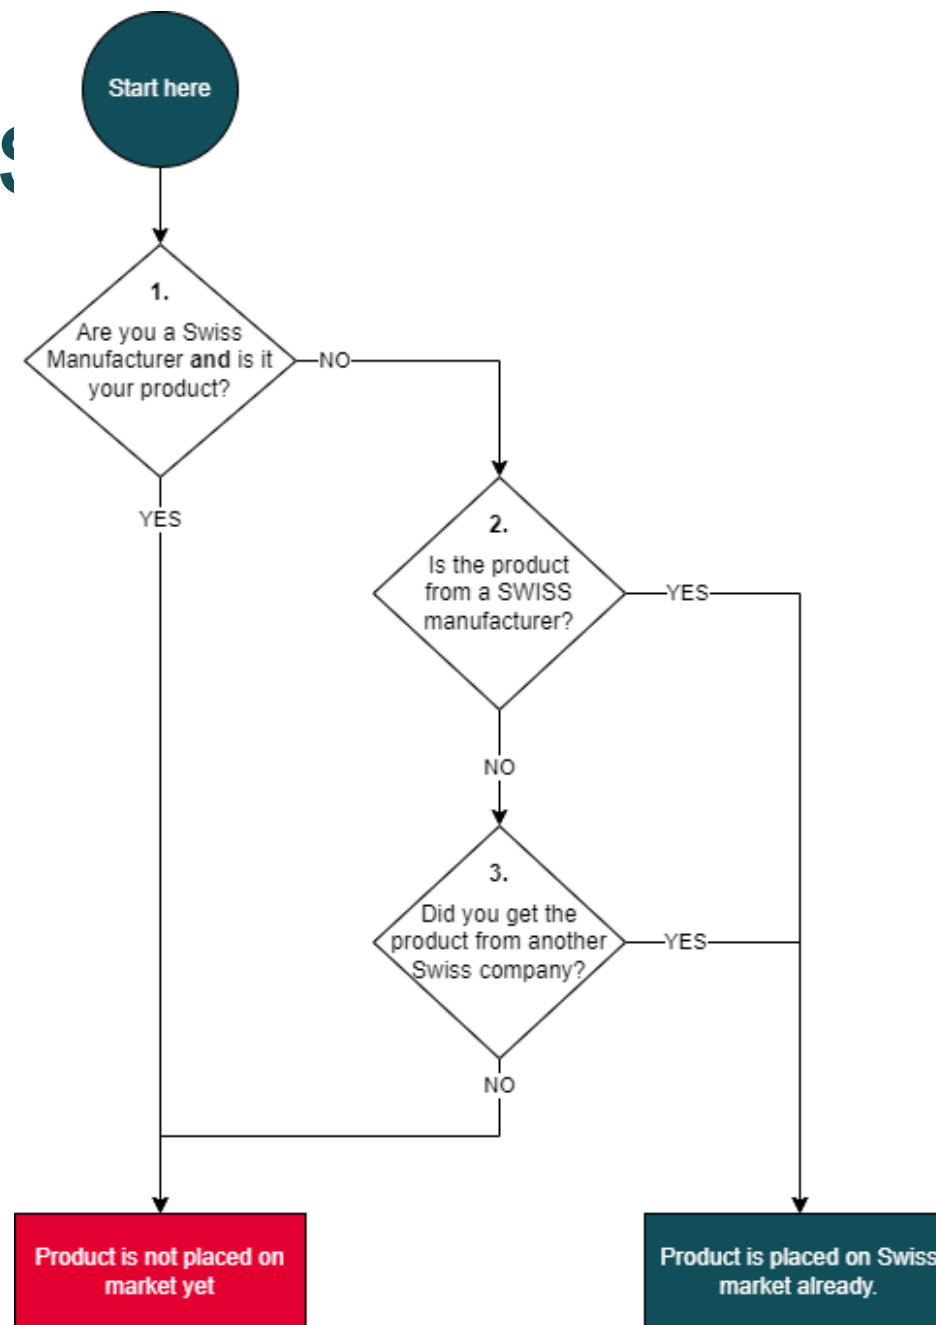 Start here
1.
Are you a Swiss
Manufacturer and is it
your product?
NO
YES
2.
Is the product
from a SWISS
manufacturer?
YES
NO
3.
Did you get the
product from another
Swiss company?
YES
NO
Product is not placed on
market yet
Product is placed on Swiss
market already.